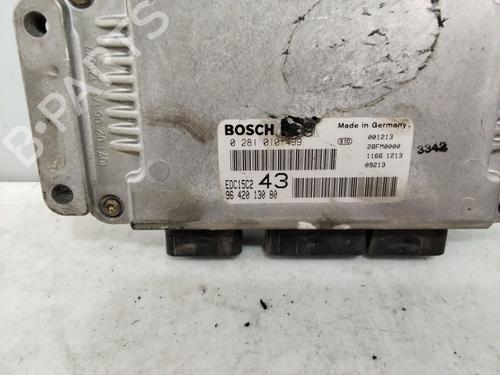 B-PARTS
BOSCH
0 281 010 499
Made in Germany
001213
28FM0000
1166 1213
09213
3342
EDC15C2 43
96 420 130 80